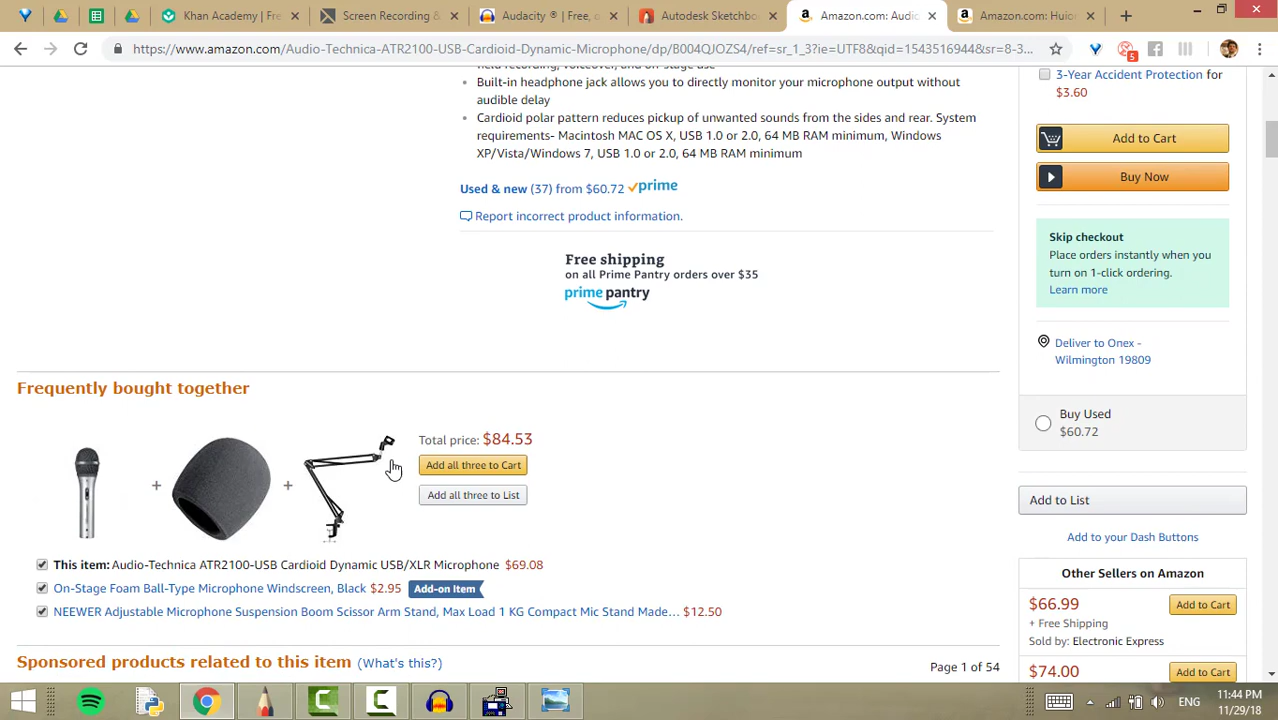 Khan Academy | Fre
Screen Recording &
Audacity ® | Free, o
Autodesk Sketchbo
Amazon.com: Audio
Amazon.com: Huion
https://www.amazon.com/Audio-Technica-ATR2100-USB-Cardioid-Dynamic-Microphone/dp/B004QJOZS4/ref=sr_1_3?ie=UTF8&qid=1543516944&sr=8-3...
5
Built-in headphone jack allows you to directly monitor your microphone output without
audible delay
Cardioid polar pattern reduces pickup of unwanted sounds from the sides and rear. System
requirements- Macintosh MAC OS X, USB 1.0 or 2.0, 64 MB RAM minimum, Windows
XP/Vista/Windows 7, USB 1.0 or 2.0, 64 MB RAM minimum
Used & new (37) from $60.72 prime
Report incorrect product information.
Free shipping
on all Prime Pantry orders over $35
prime pantry
3-Year Accident Protection for
$3.60
Add to Cart
Buy Now
Skip checkout
Place orders instantly when you
turn on 1-click ordering.
Learn more
Deliver to Onex -
Wilmington 19809
Buy Used
$60.72
Add to List
Add to your Dash Buttons
Other Sellers on Amazon
$66.99
Add to Cart
+ Free Shipping
Sold by: Electronic Express
$74.00
Add to Cart
Frequently bought together
+
+
Total price: $84.53
Add all three to Cart
Add all three to List
This item: Audio-Technica ATR2100-USB Cardioid Dynamic USB/XLR Microphone $69.08
On-Stage Foam Ball-Type Microphone Windscreen, Black $2.95 Add-on Item
NEEWER Adjustable Microphone Suspension Boom Scissor Arm Stand, Max Load 1 KG Compact Mic Stand Made... $12.50
Sponsored products related to this item (What's this?)
Page 1 of 54
ENG
11:44 PM
11/29/18